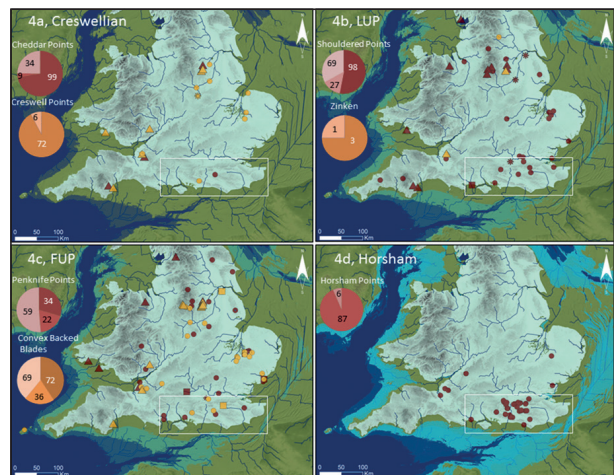 4a, Creswellian
Cheddar Points
34
9
99
Creswell Points
6
72
N
0 50 100
Km
4b, LUP
Shouldered Points
69
98
27
Zinken
1
3
N
0 50 100
Km
4c, FUP
Penknife Points
34
59
22
Convex Backed
Blades
69
72
36
N
0 50 100
Km
4d, Horsham
Horsham Points
6
87
N
0 50 100
Km